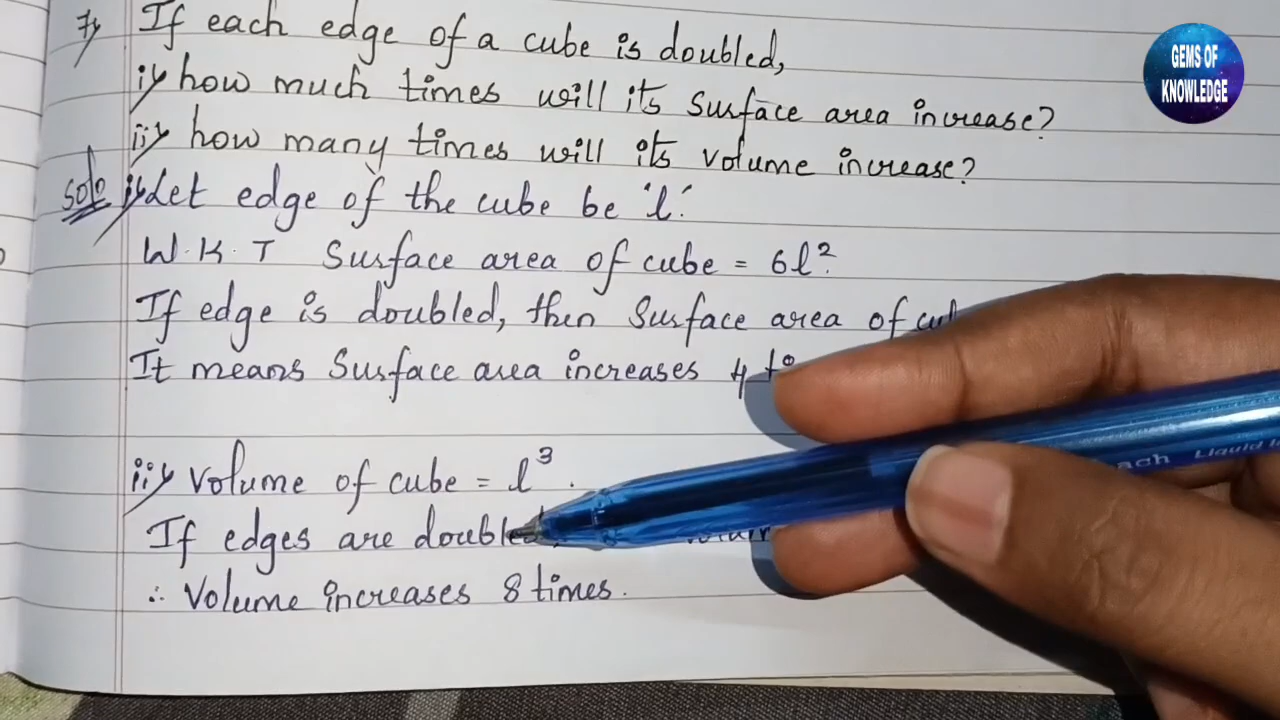 7) If each edge of a cube is doubled,
i) how much times will its surface area increase?
ii) how many times will its volume increase?
Soln i) Let edge of the cube be 'l'.
W.K.T Surface area of cube = 6l².
If edge is doubled, then Surface area of
It means Surface area increases 4
ii) Volume of cube = l³.
If edges are doubled
∴ Volume increases 8 times.
GEMS OF
KNOWLEDGE
Liquid